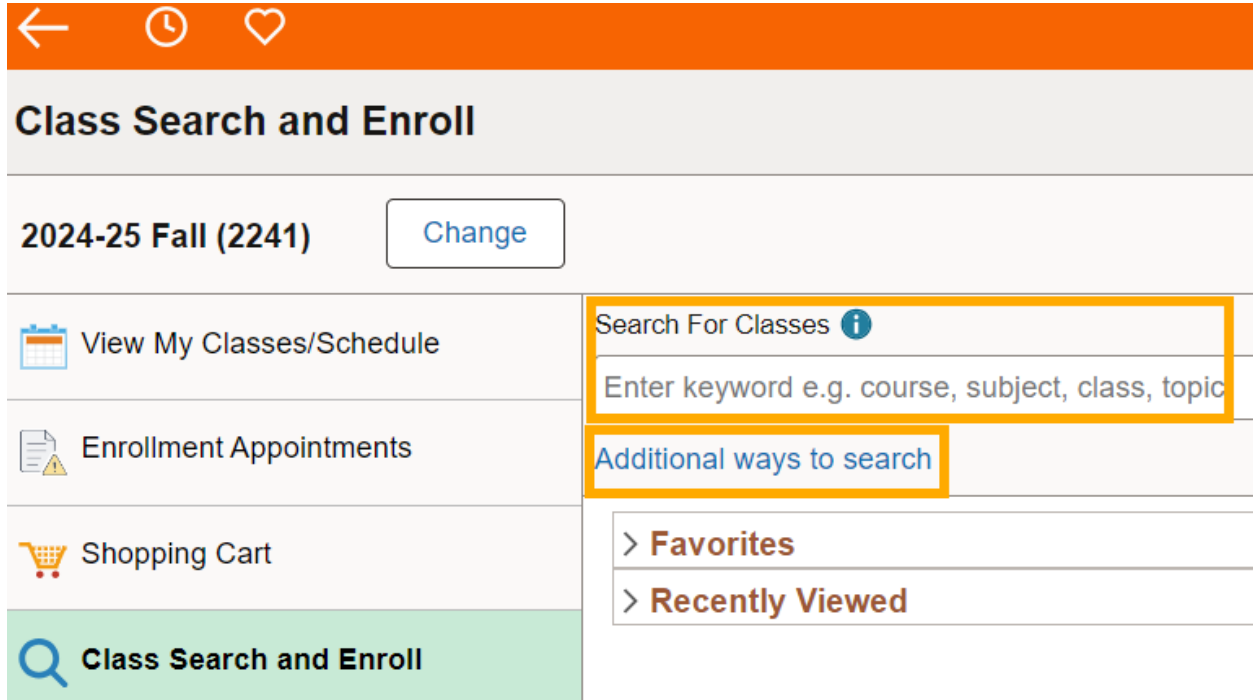 Class Search and Enroll
2024-25 Fall (2241)
Change
View My Classes/Schedule
Enrollment Appointments
Shopping Cart
Class Search and Enroll
Search For Classes i
Enter keyword e.g. course, subject, class, topic
Additional ways to search
> Favorites
> Recently Viewed